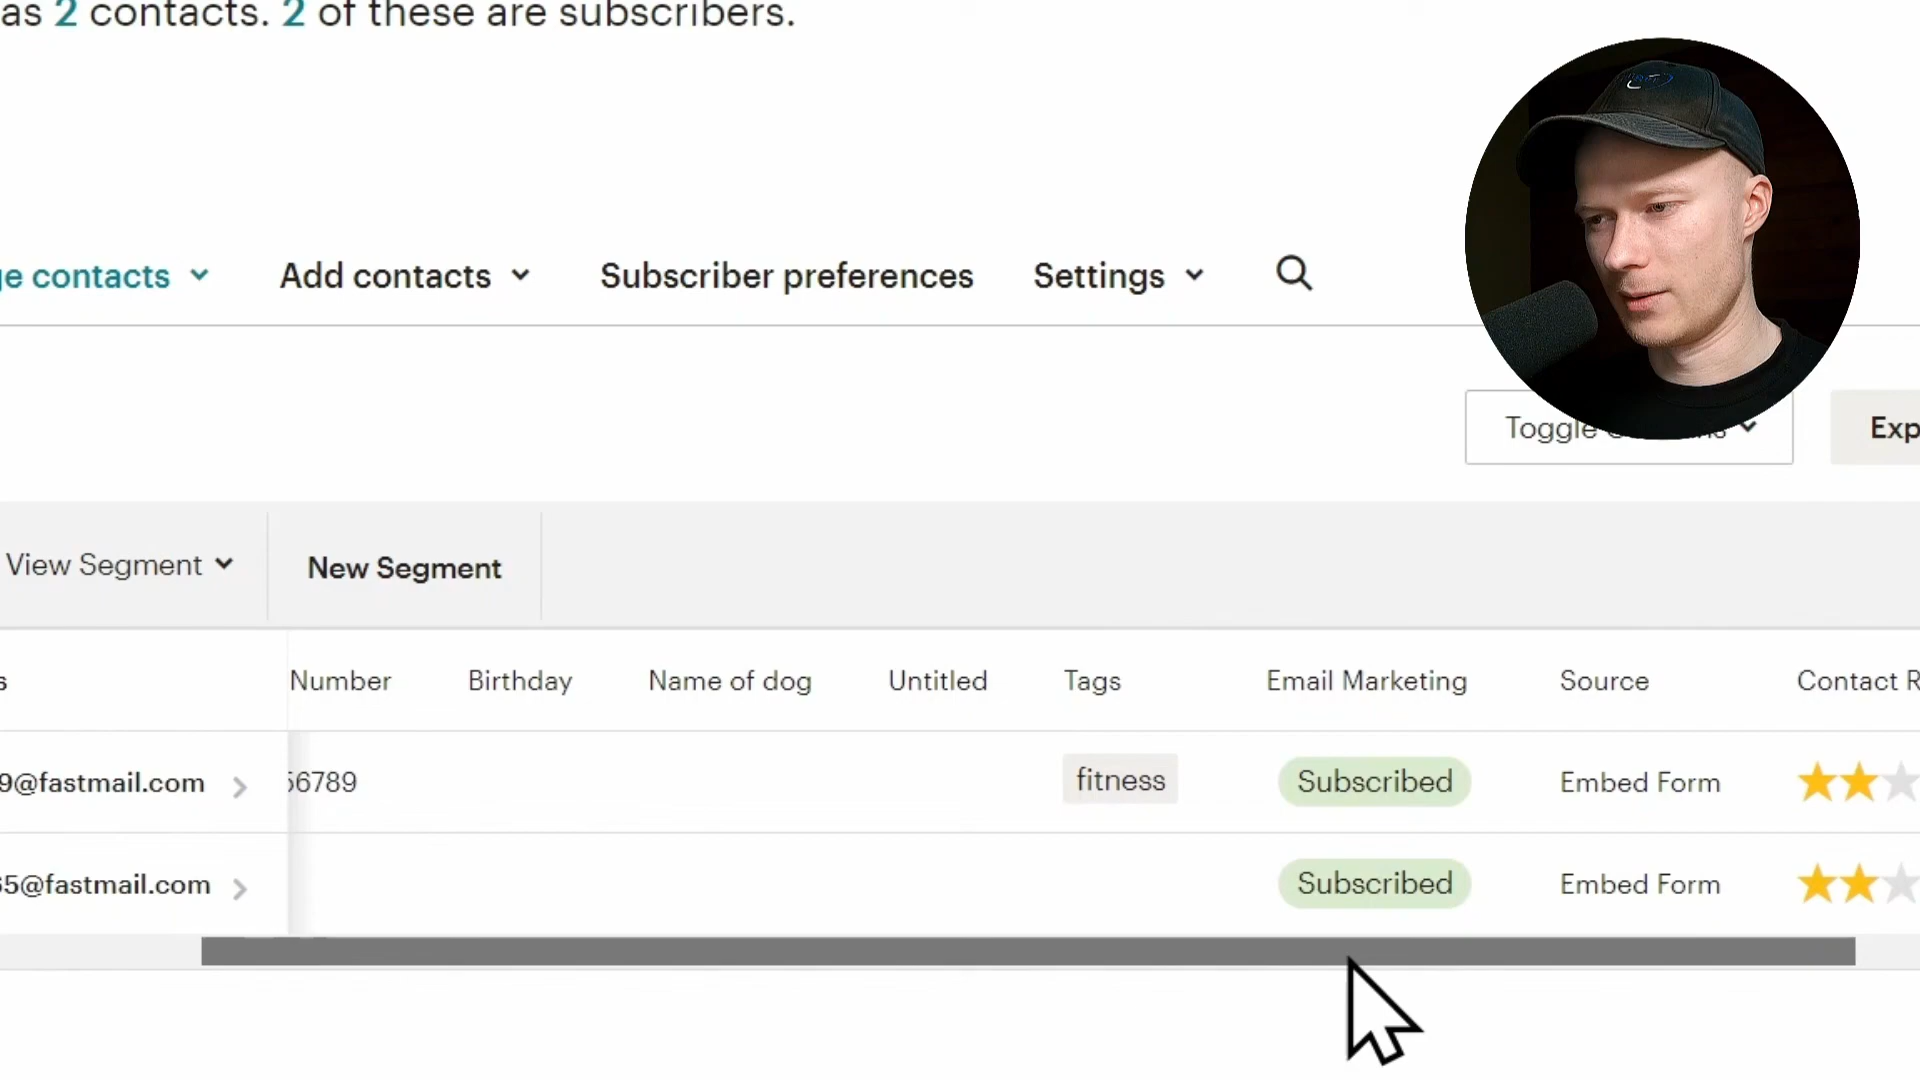 as 2 contacts. 2 of these are subscribers.
ge contacts Add contacts Subscriber preferences Settings
Toggle
Exp
View Segment New Segment
s Number Birthday Name of dog Untitled Tags Email Marketing Source Contact R
9@fastmail.com 56789 fitness Subscribed Embed Form
65@fastmail.com Subscribed Embed Form